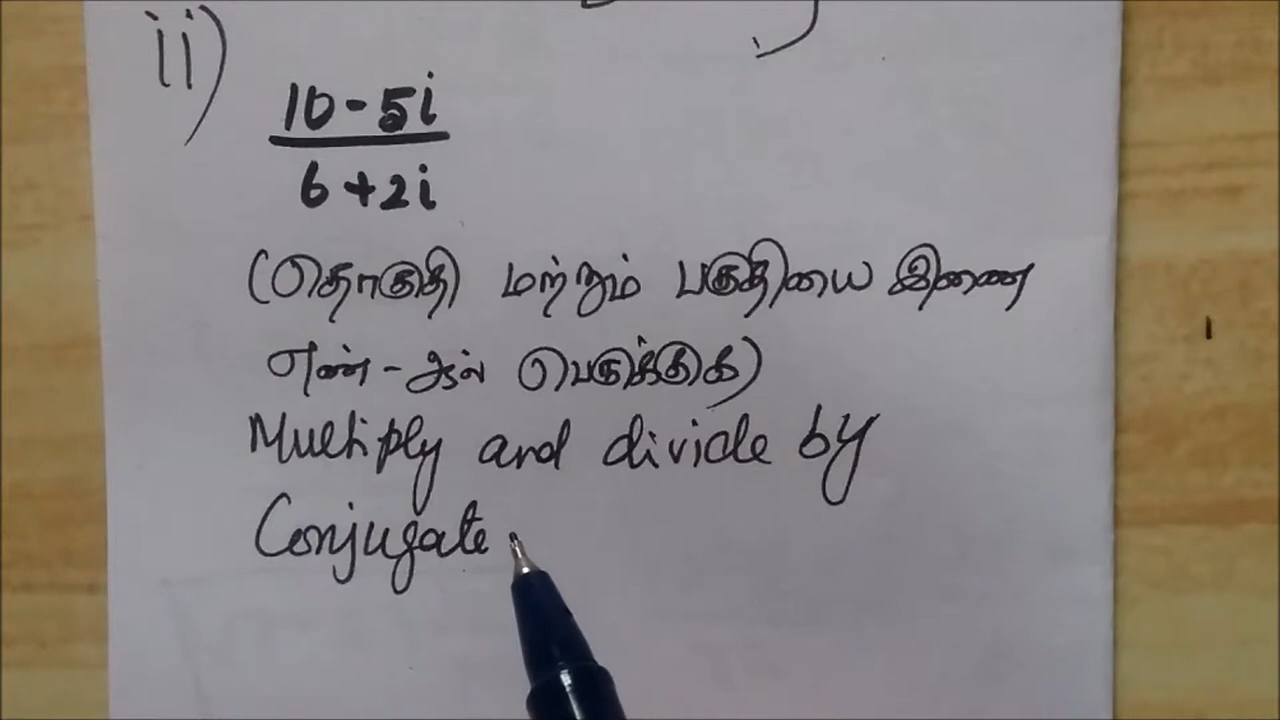 ii)
10-5i
6+2i
(தொகுதி மற்றும் பகுதியை இணை
எண்-ஆல் பெருக்குக)
Multiply and divide by
Conjugate